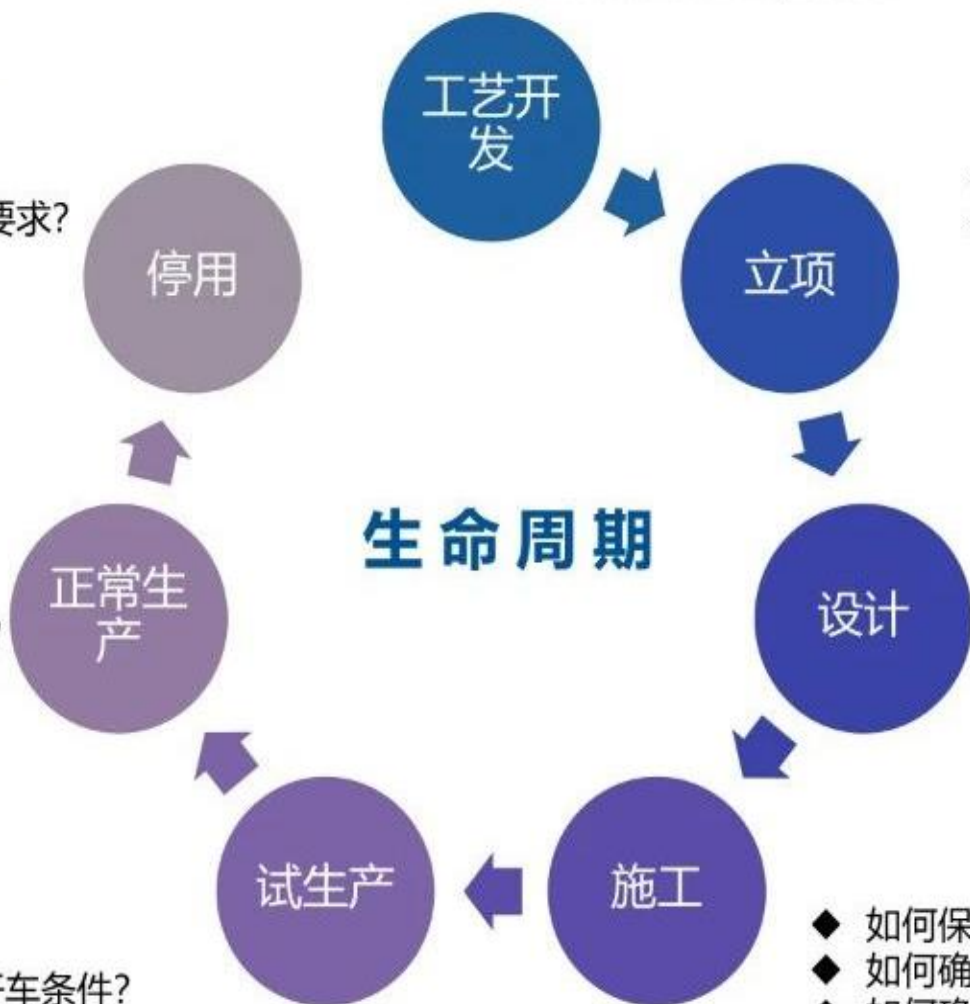 工艺开
发
立项
要求?
停用
生命周期
正常生
产
设计
试生产
施工
如何保
如何确
开车条件?